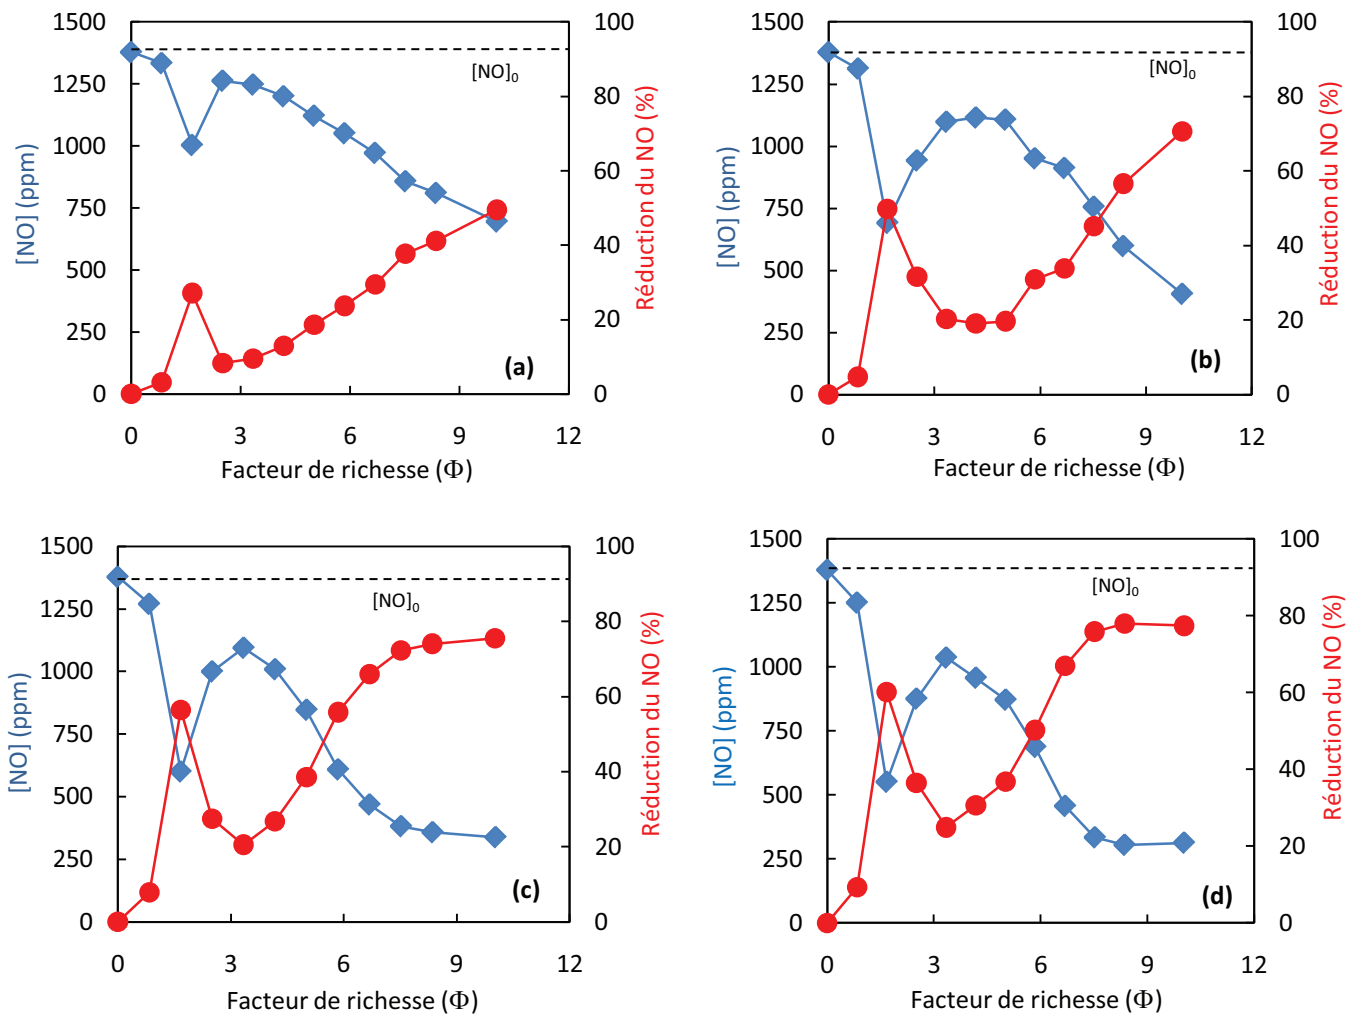 1500
1250
1000
750
500
250
0
[NO] (ppm)
100
80
60
40
20
0
Réduction du NO (%)
[NO]0
(a)
0 3 6 9 12
Facteur de richesse (Φ)
1500
1250
1000
750
500
250
0
[NO] (ppm)
100
80
60
40
20
0
Réduction du NO (%)
[NO]0
(b)
0 3 6 9 12
Facteur de richesse (Φ)
1500
1250
1000
750
500
250
0
[NO] (ppm)
100
80
60
40
20
0
Réduction du NO (%)
[NO]0
(c)
0 3 6 9 12
Facteur de richesse (Φ)
1500
1250
1000
750
500
250
0
[NO] (ppm)
100
80
60
40
20
0
Réduction du NO (%)
[NO]0
(d)
0 3 6 9 12
Facteur de richesse (Φ)